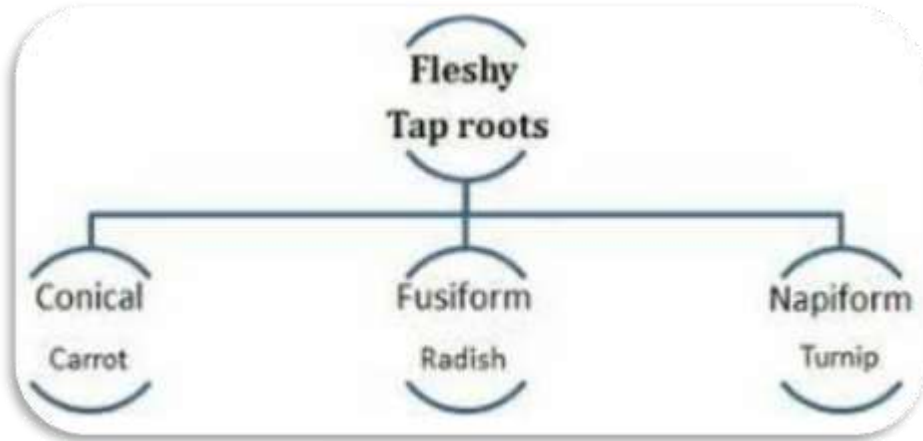 Fleshy
Tap roots
Conical
Carrot
Fusiform
Radish
Napiform
Turnip